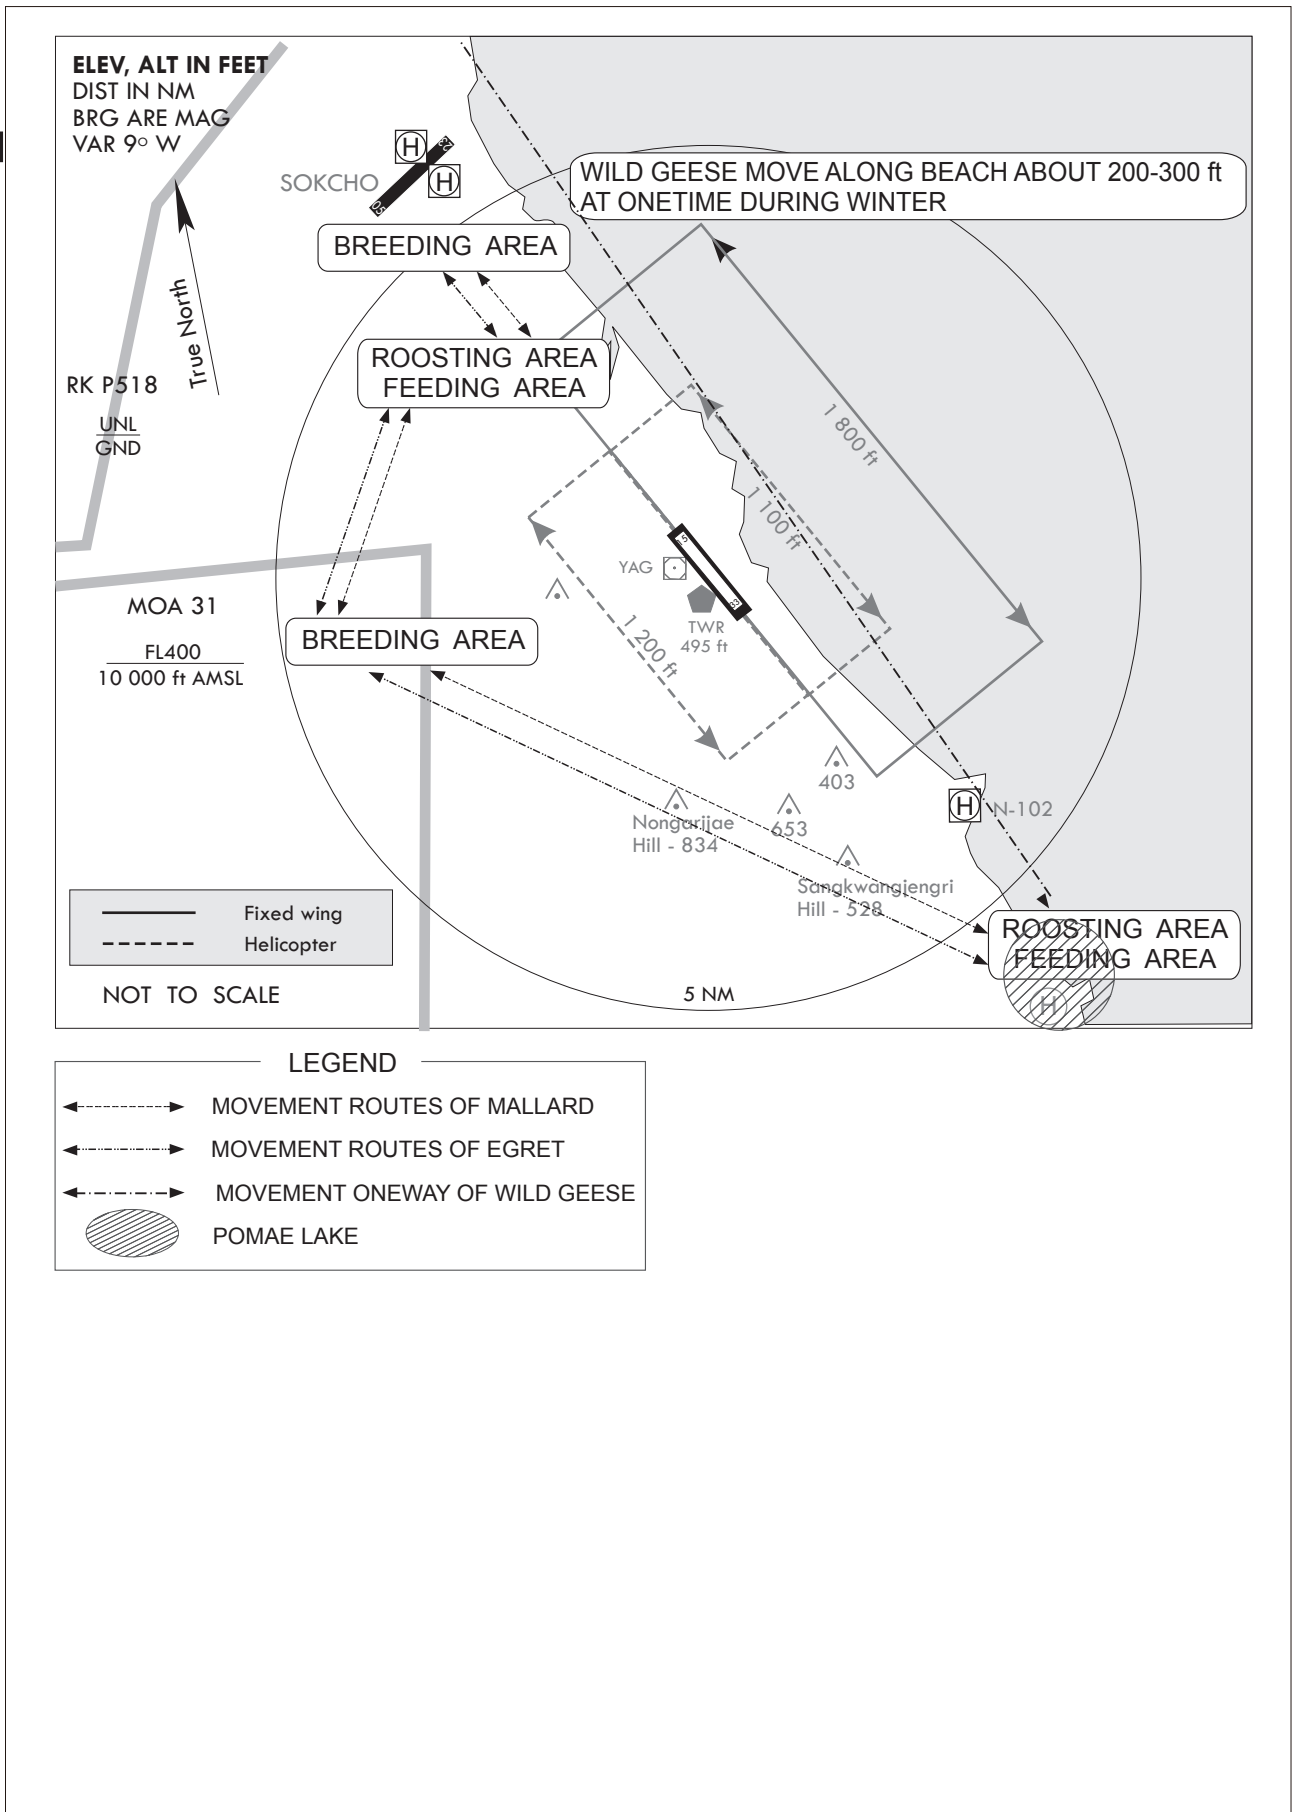 ELEV, ALT IN FEET
DIST IN NM
BRG ARE MAG
VAR 9° W
H
23
H
SOKCHO
05
WILD GEESE MOVE ALONG BEACH ABOUT 200-300 ft
AT ONETIME DURING WINTER
BREEDING AREA
True North
ROOSTING AREA
FEEDING AREA
RK P518
UNL
GND
1 800 ft
1 100 ft
15
YAG
33
TWR
495 ft
1 200 ft
MOA 31
FL400
10 000 ft AMSL
BREEDING AREA
403
H
N-102
Nongarijae
Hill - 834
653
Sangkwangjengri
Hill - 528
Fixed wing
Helicopter
ROOSTING AREA
FEEDING AREA
H
NOT TO SCALE
5 NM
LEGEND
MOVEMENT ROUTES OF MALLARD
MOVEMENT ROUTES OF EGRET
MOVEMENT ONEWAY OF WILD GEESE
POMAE LAKE